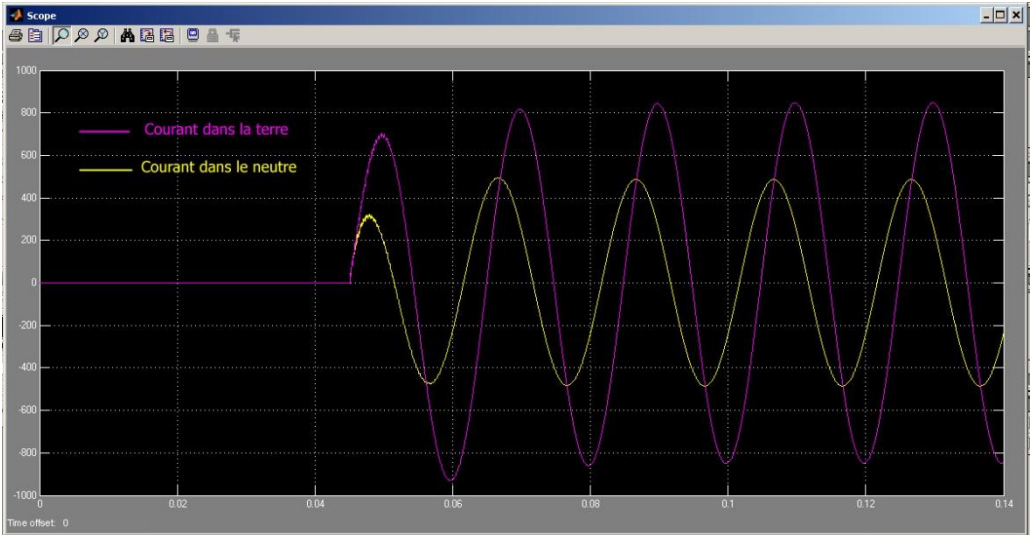 Scope
1000
800
Courant dans la terre
600
Courant dans le neutre
400
200
0
-200
-400
-600
-800
-1000
0 0.02 0.04 0.06 0.08 0.1 0.12 0.14
Time offset: 0